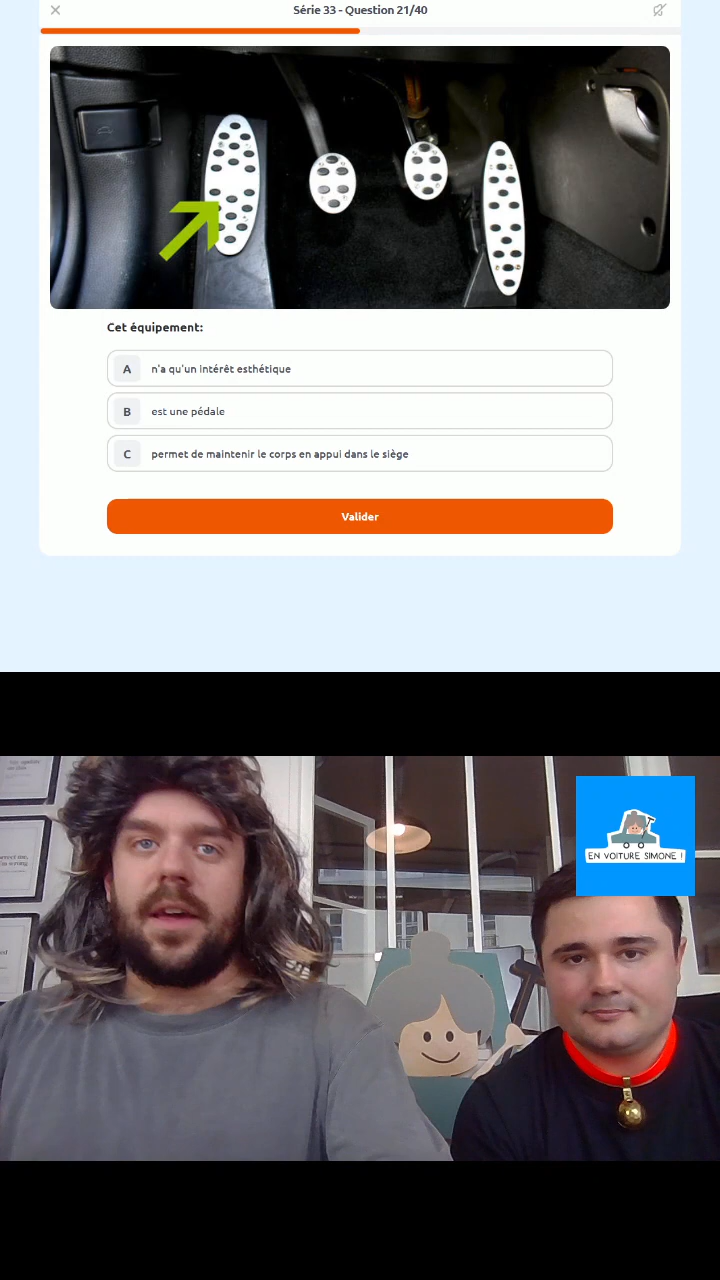 Série 33 - Question 21/40
Cet équipement:
A n'a qu'un intérêt esthétique
B est une pédale
C permet de maintenir le corps en appui dans le siège
Valider
EN VOITURE SIMONE !